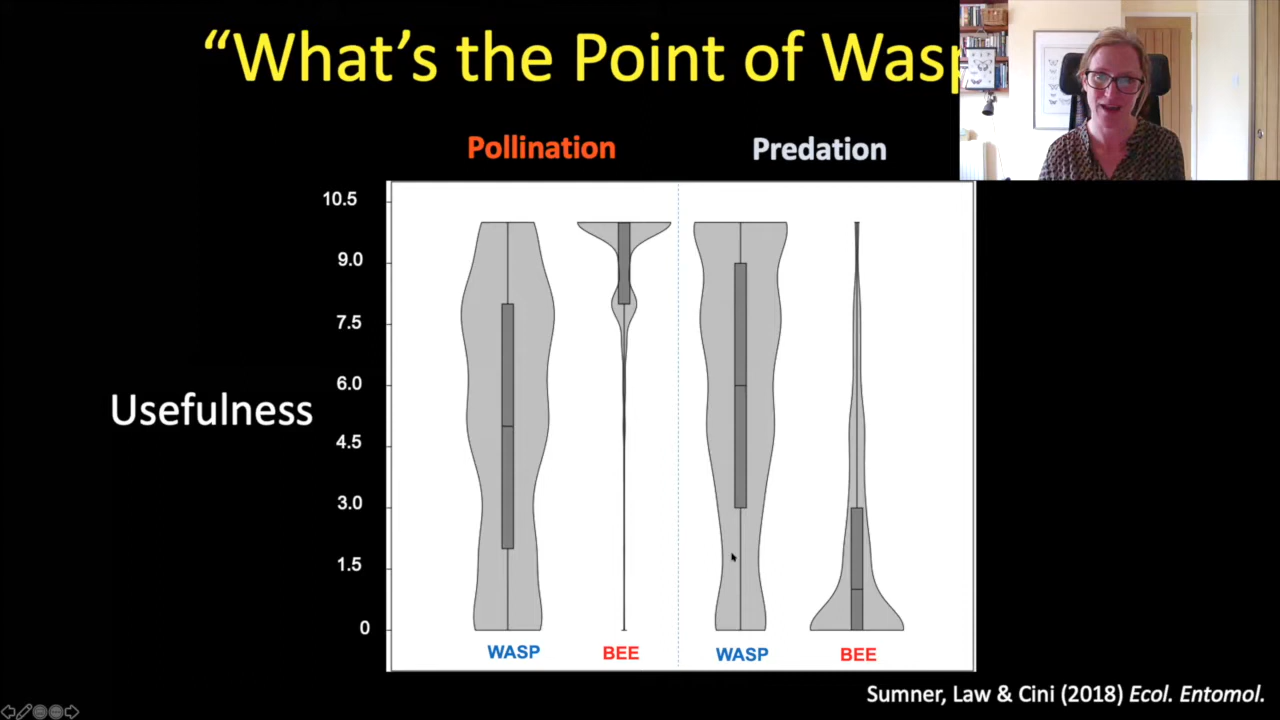 “What’s the Point of Wasp
Pollination
Predation
10.5
9.0
7.5
6.0
4.5
3.0
1.5
0
Usefulness
WASP
BEE
WASP
BEE
Sumner, Law & Cini (2018) Ecol. Entomol.